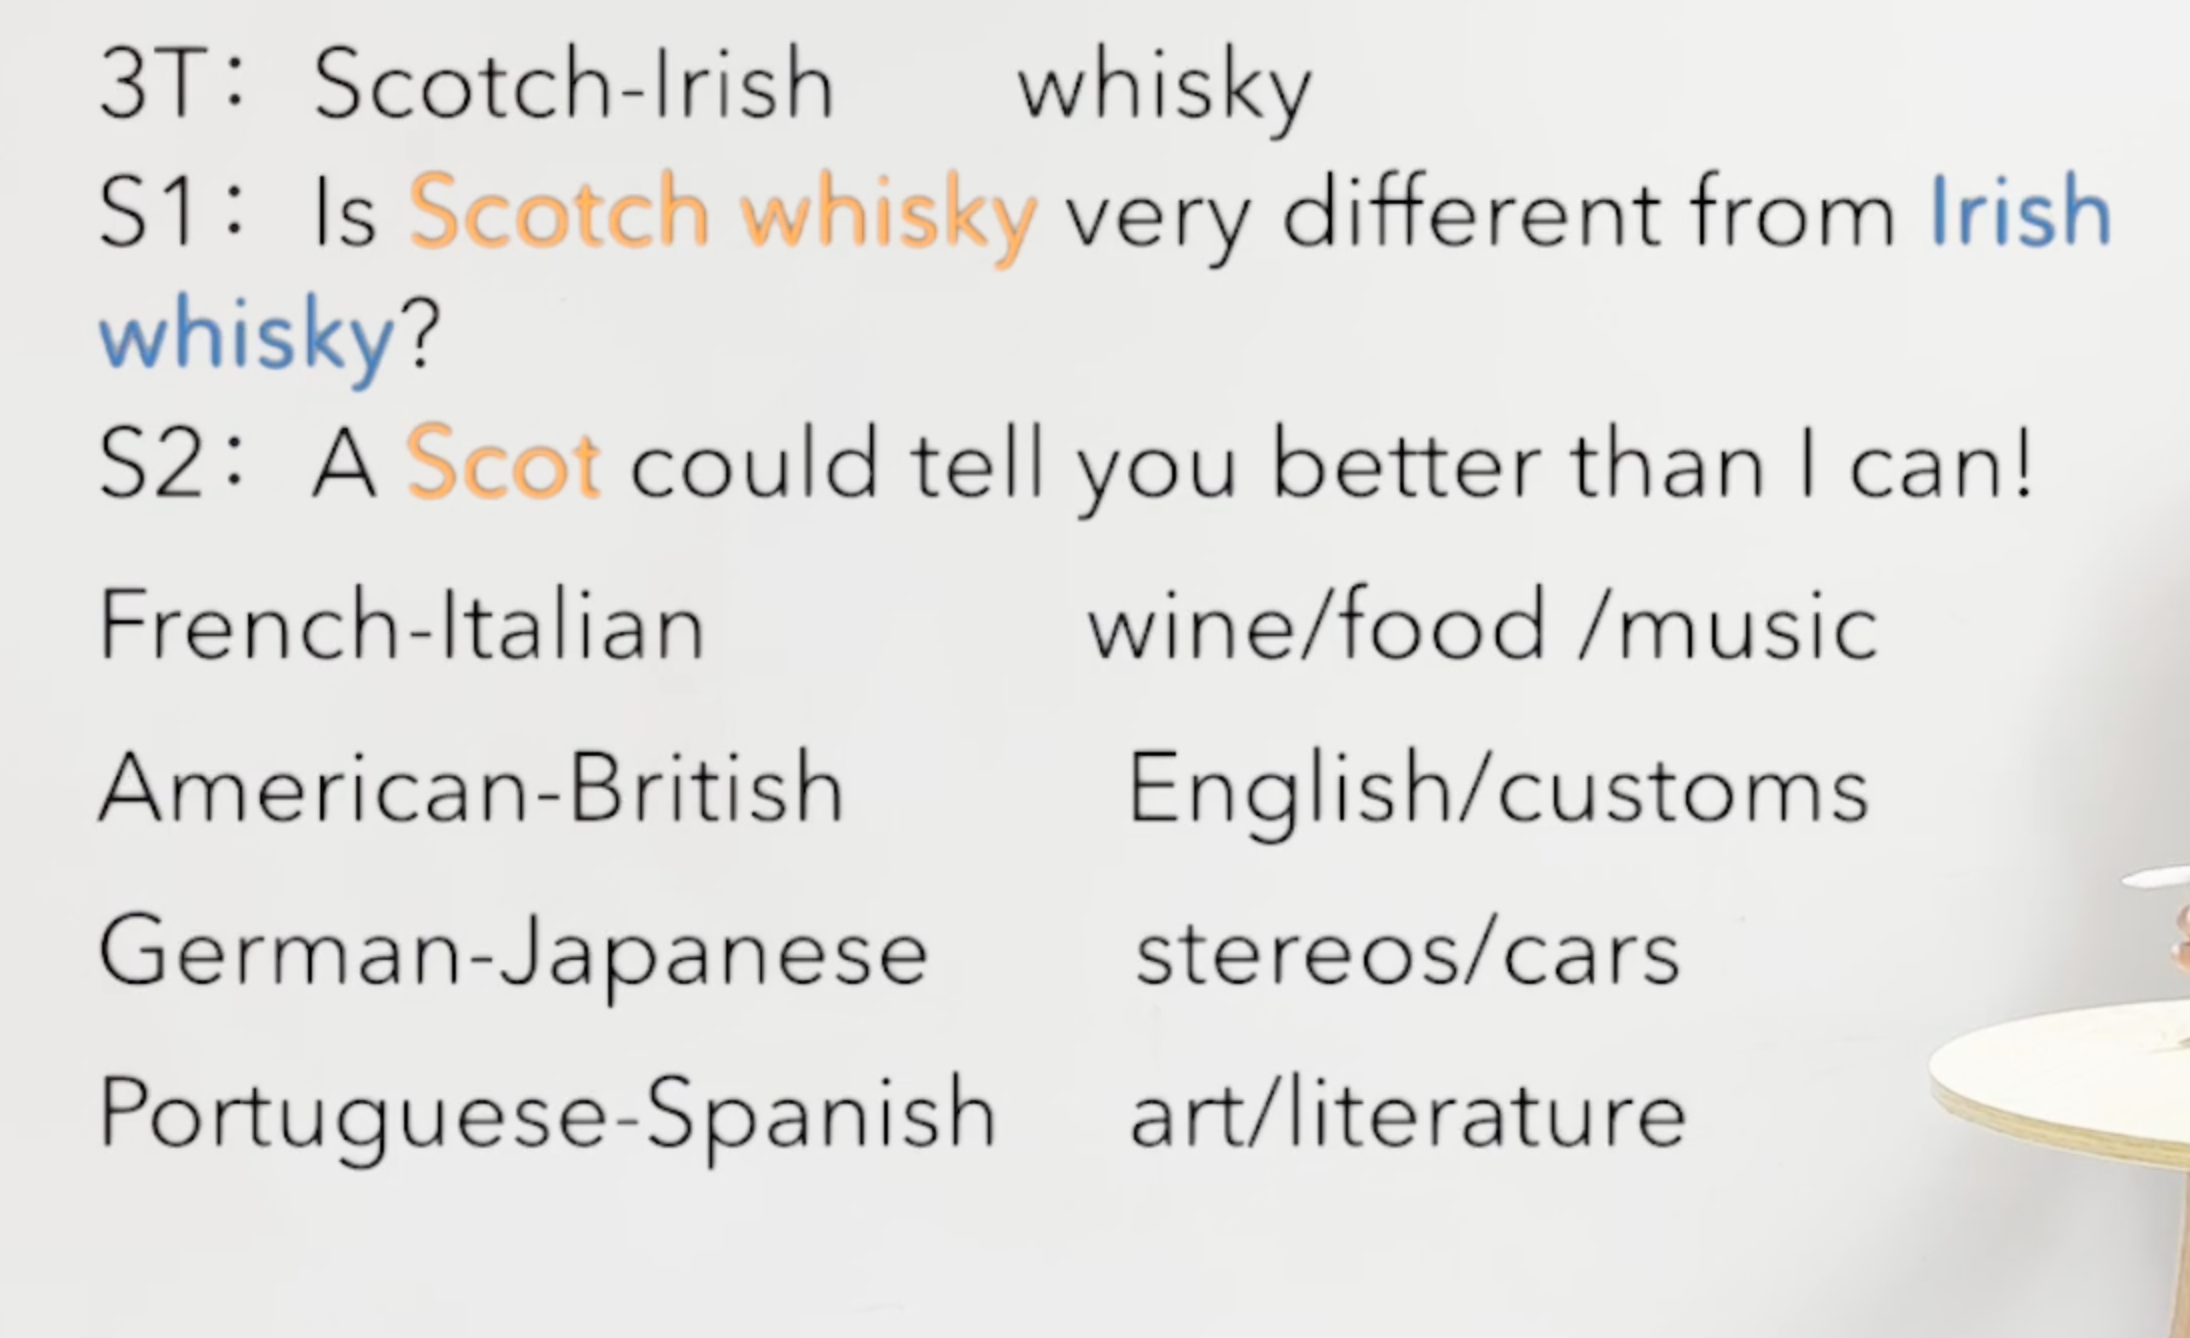 3T： Scotch-Irish whisky
S1： Is Scotch whisky very different from Irish
whisky?
S2： A Scot could tell you better than I can!
French-Italian wine/food /music
American-British English/customs
German-Japanese stereos/cars
Portuguese-Spanish art/literature